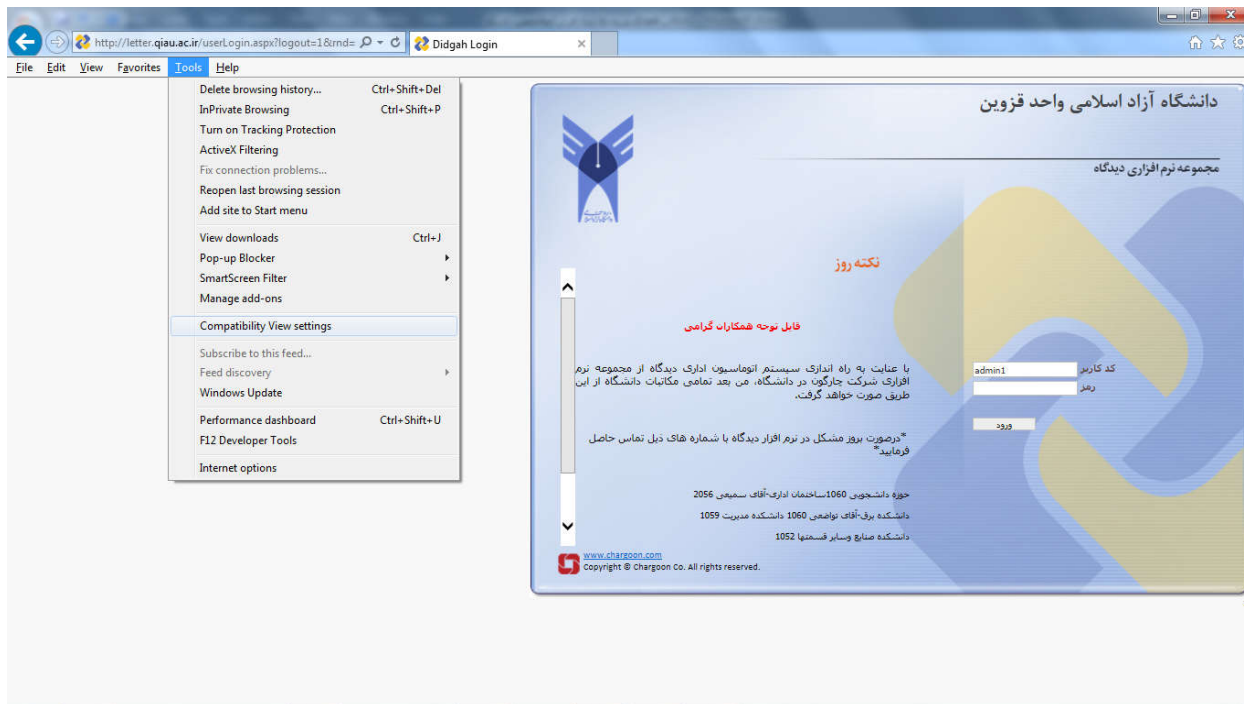 http://letter.qiau.ac.ir/userLogin.aspx?logout=1&rnd=
Didgah Login
File Edit View Favorites Tools Help
Delete browsing history... Ctrl+Shift+Del
InPrivate Browsing Ctrl+Shift+P
Turn on Tracking Protection
ActiveX Filtering
Fix connection problems...
Reopen last browsing session
Add site to Start menu
View downloads Ctrl+J
Pop-up Blocker
SmartScreen Filter
Manage add-ons
Compatibility View settings
Subscribe to this feed...
Feed discovery
Windows Update
Performance dashboard Ctrl+Shift+U
F12 Developer Tools
Internet options
دانشگاه آزاد اسلامی واحد قزوین
مجموعه نرم افزاری دیدگاه
نکته روز
قابل توجه همکاران گرامی
با عنایت به راه اندازی سیستم اتوماسیون اداری دیدگاه از مجموعه نرم
افزاری شرکت چارگون در دانشگاه، من بعد تمامی مکاتبات دانشگاه از این
طریق صورت خواهد گرفت.
*درصورت بروز مشکل در نرم افزار دیدگاه با شماره های ذیل تماس حاصل
فرمایید*
حوزه دانشجویی 1060ساختمان اداری-آقای سمیعی 2056
دانشکده برق-آقای تواضعی 1060 دانشکده مدیریت 1059
دانشکده صنایع وسایر قسمتها 1052
کد کاربر admin1
رمز
ورود
www.chargoon.com
Copyright © Chargoon Co. All rights reserved.